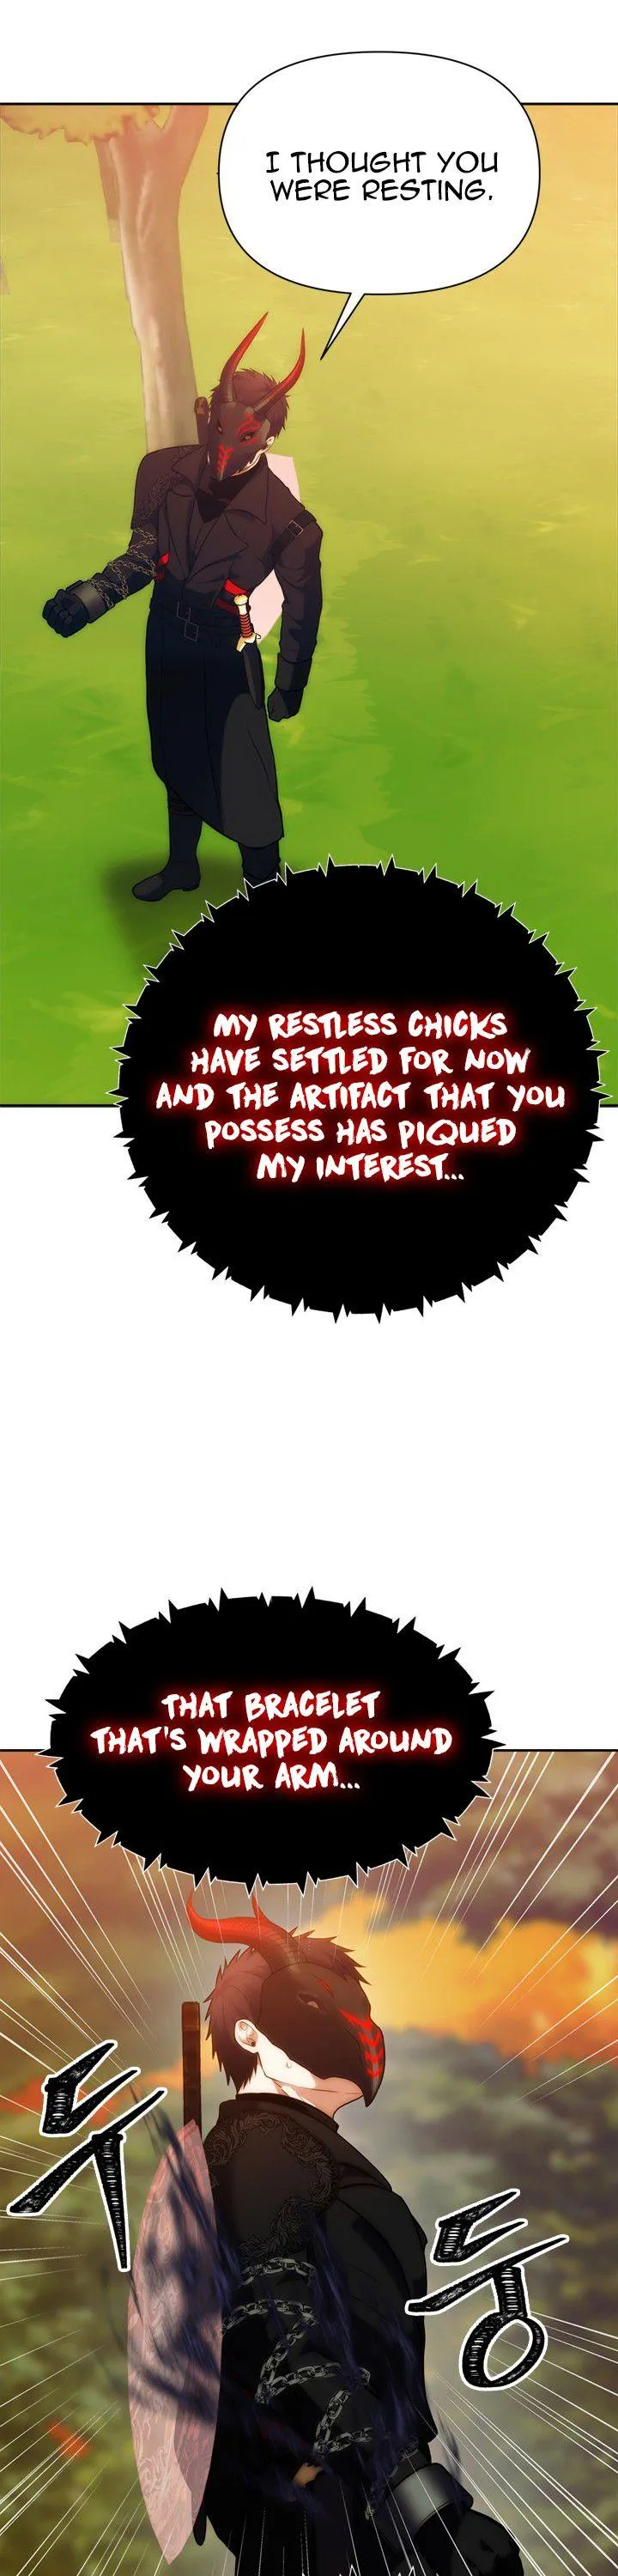 I THOUGHT YOU
WERE RESTING.
MY RESTLESS CHICKS
HAVE SETTLED FOR NOW
AND THE ARTIFACT THAT YOU
POSSESS HAS PIQUED
MY INTEREST...
THAT BRACELET
THAT'S WRAPPED AROUND
YOUR ARM...
두
둥